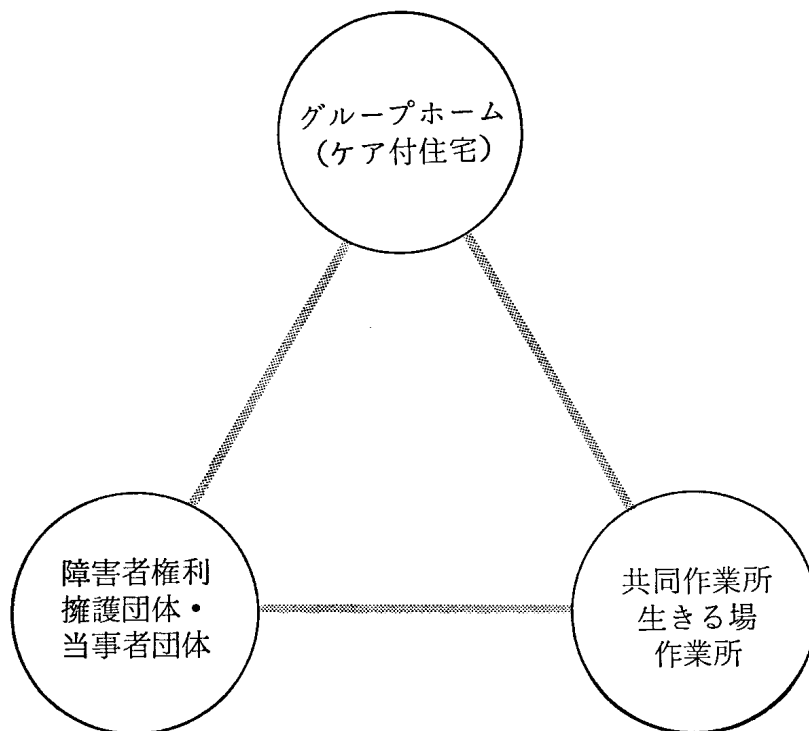 グループホーム
(ケア付住宅)
障害者権利
擁護団体・
当事者団体
共同作業所
生きる場
作業所